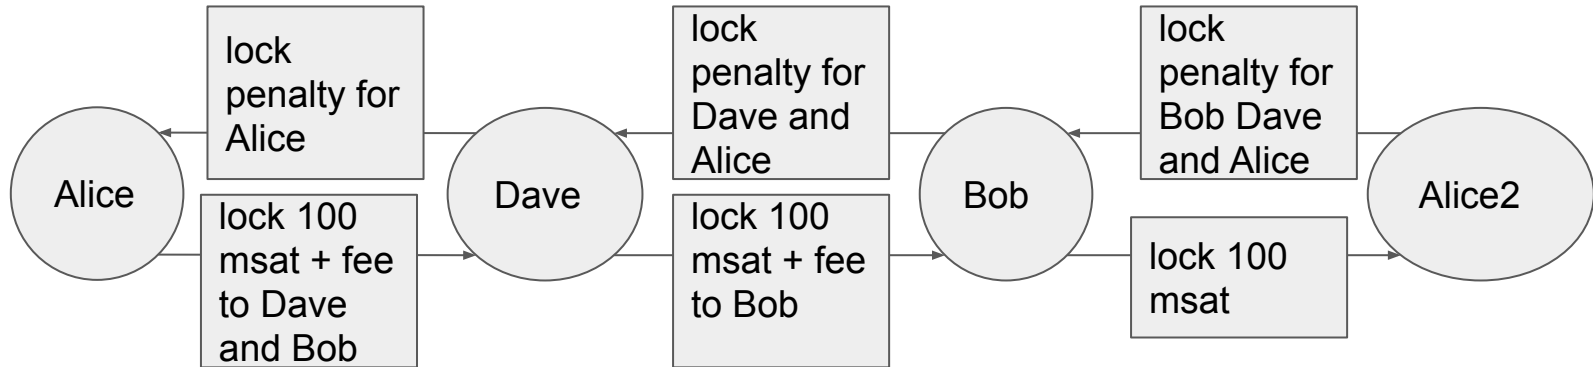 lock
penalty for
Alice
lock
penalty for
Dave and
Alice
lock
penalty for
Bob Dave
and Alice
Alice
Dave
Bob
Alice2
lock 100
msat + fee
to Dave
and Bob
lock 100
msat + fee
to Bob
lock 100
msat